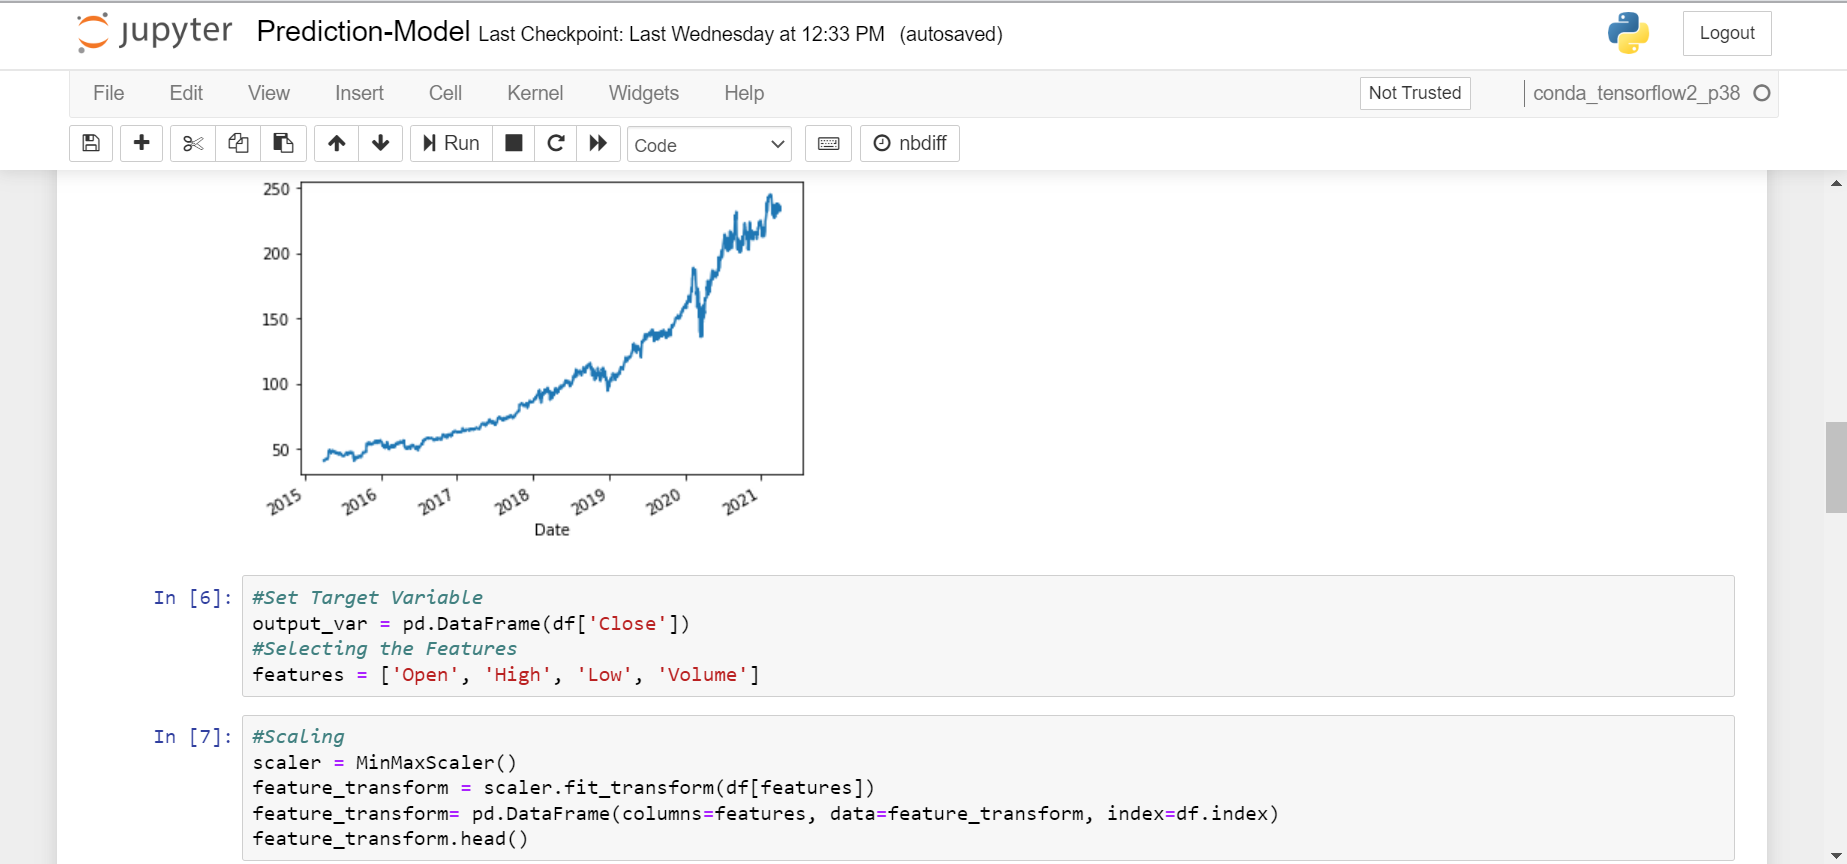 jupyter Prediction-Model Last Checkpoint: Last Wednesday at 12:33 PM (autosaved) Logout
File Edit View Insert Cell Kernel Widgets Help Not Trusted conda_tensorflow2_p38
Run Code nbdiff
250
200
150
100
50
2015 2016 2017 2018 2019 2020 2021
Date
In [6]: #Set Target Variable
output_var = pd.DataFrame(df['Close'])
#Selecting the Features
features = ['Open', 'High', 'Low', 'Volume']
In [7]: #Scaling
scaler = MinMaxScaler()
feature_transform = scaler.fit_transform(df[features])
feature_transform= pd.DataFrame(columns=features, data=feature_transform, index=df.index)
feature_transform.head()